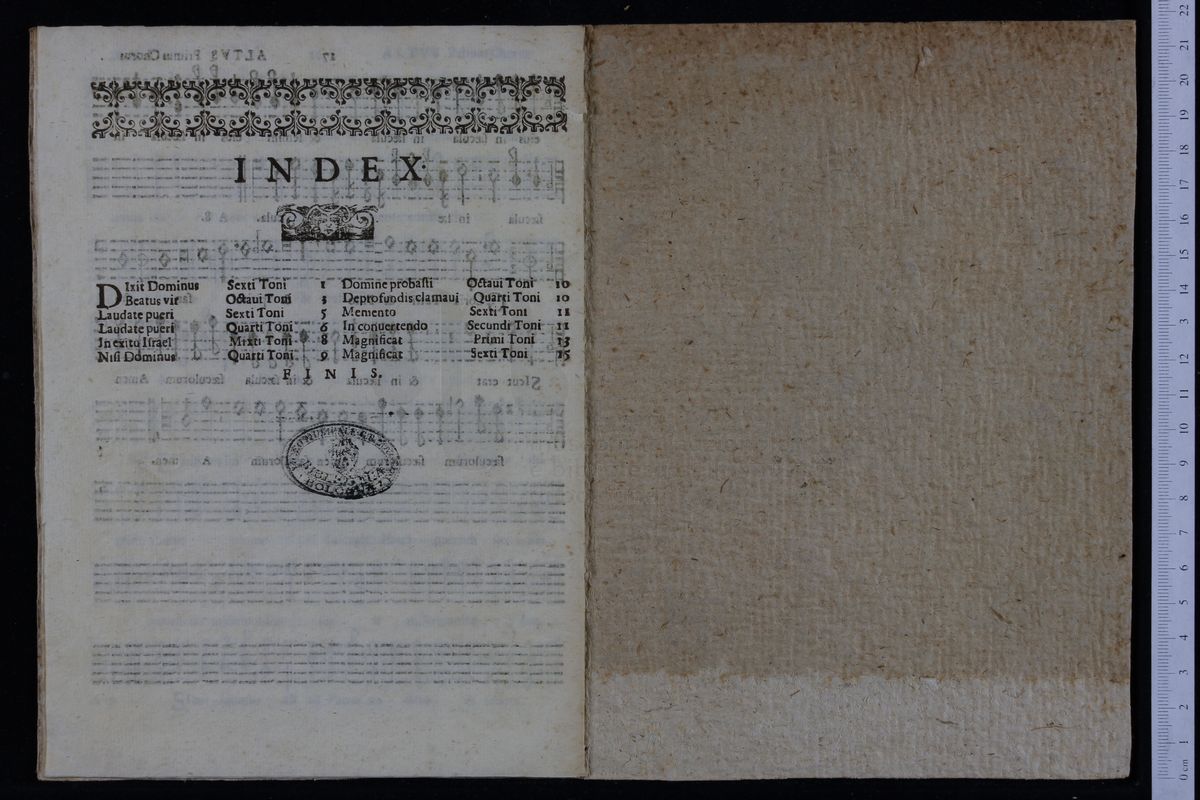 INDEX.
DIxit Dominus Sexti Toni 1 Domine probasti Octaui Toni 10
Beatus vir Octaui Toni 3 Deprofundis clamaui Quarti Toni 10
Laudate pueri Sexti Toni 5 Memento Sexti Toni 11
Laudate pueri Quarti Toni 6 In conuertendo Secundi Toni 11
In exitu Israel Mixti Toni 8 Magnificat Primi Toni 13
Nisi Dominus Quarti Toni 9 Magnificat Sexti Toni 15
FINIS.